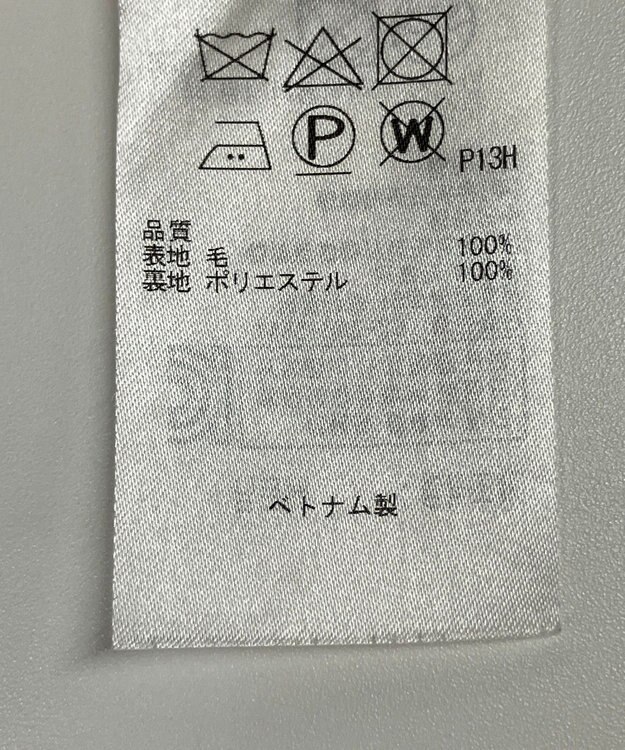 P W P13H
品質
表地 毛 100%
裏地 ポリエステル 100%
ベトナム製